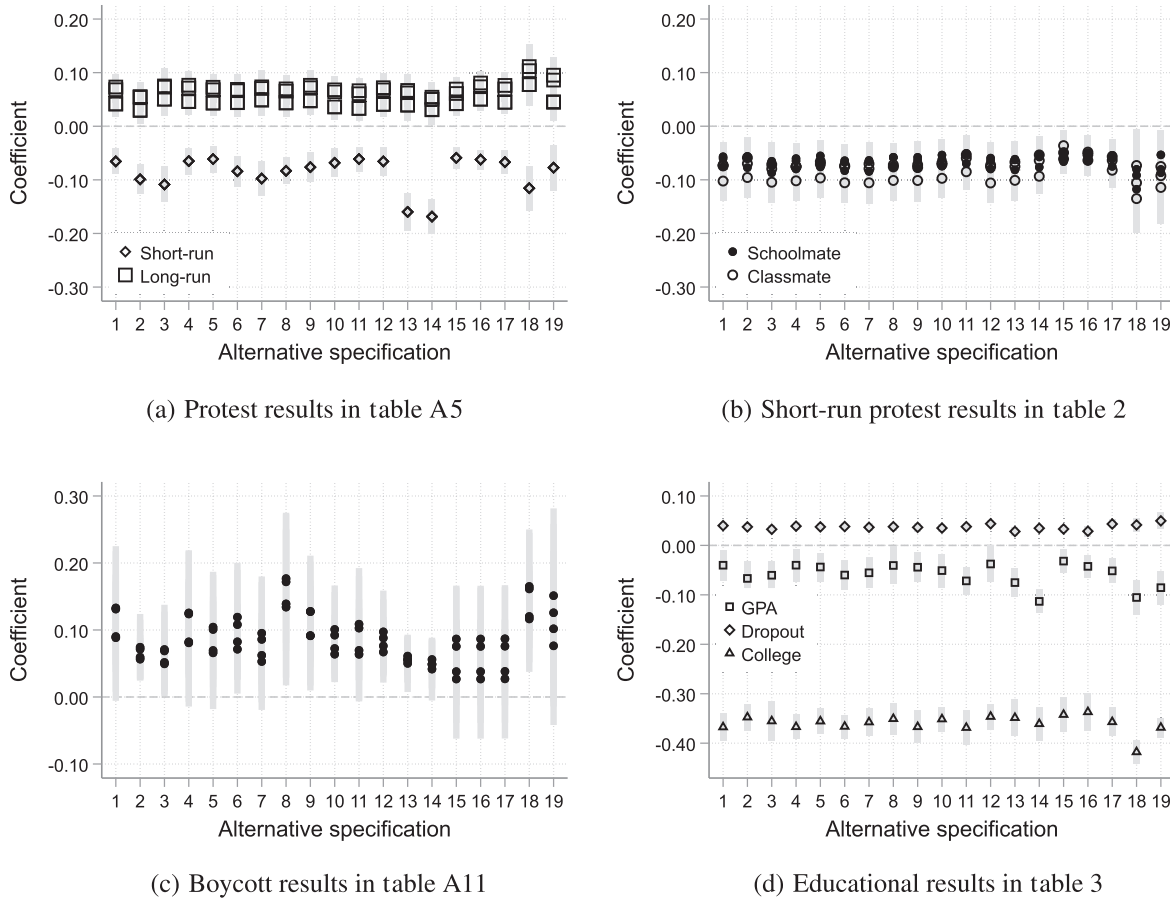 0.20
0.10
0.00
-0.10
-0.20
-0.30
Coefficient
Short-run
Long-run
1 2 3 4 5 6 7 8 9 10 11 12 13 14 15 16 17 18 19
Alternative specification
(a) Protest results in table A5
0.20
0.10
0.00
-0.10
-0.20
-0.30
Coefficient
Schoolmate
Classmate
1 2 3 4 5 6 7 8 9 10 11 12 13 14 15 16 17 18 19
Alternative specification
(b) Short-run protest results in table 2
0.30
0.20
0.10
0.00
-0.10
Coefficient
1 2 3 4 5 6 7 8 9 10 11 12 13 14 15 16 17 18 19
Alternative specification
(c) Boycott results in table A11
0.10
0.00
-0.10
-0.20
-0.30
-0.40
Coefficient
GPA
Dropout
College
1 2 3 4 5 6 7 8 9 10 11 12 13 14 15 16 17 18 19
Alternative specification
(d) Educational results in table 3